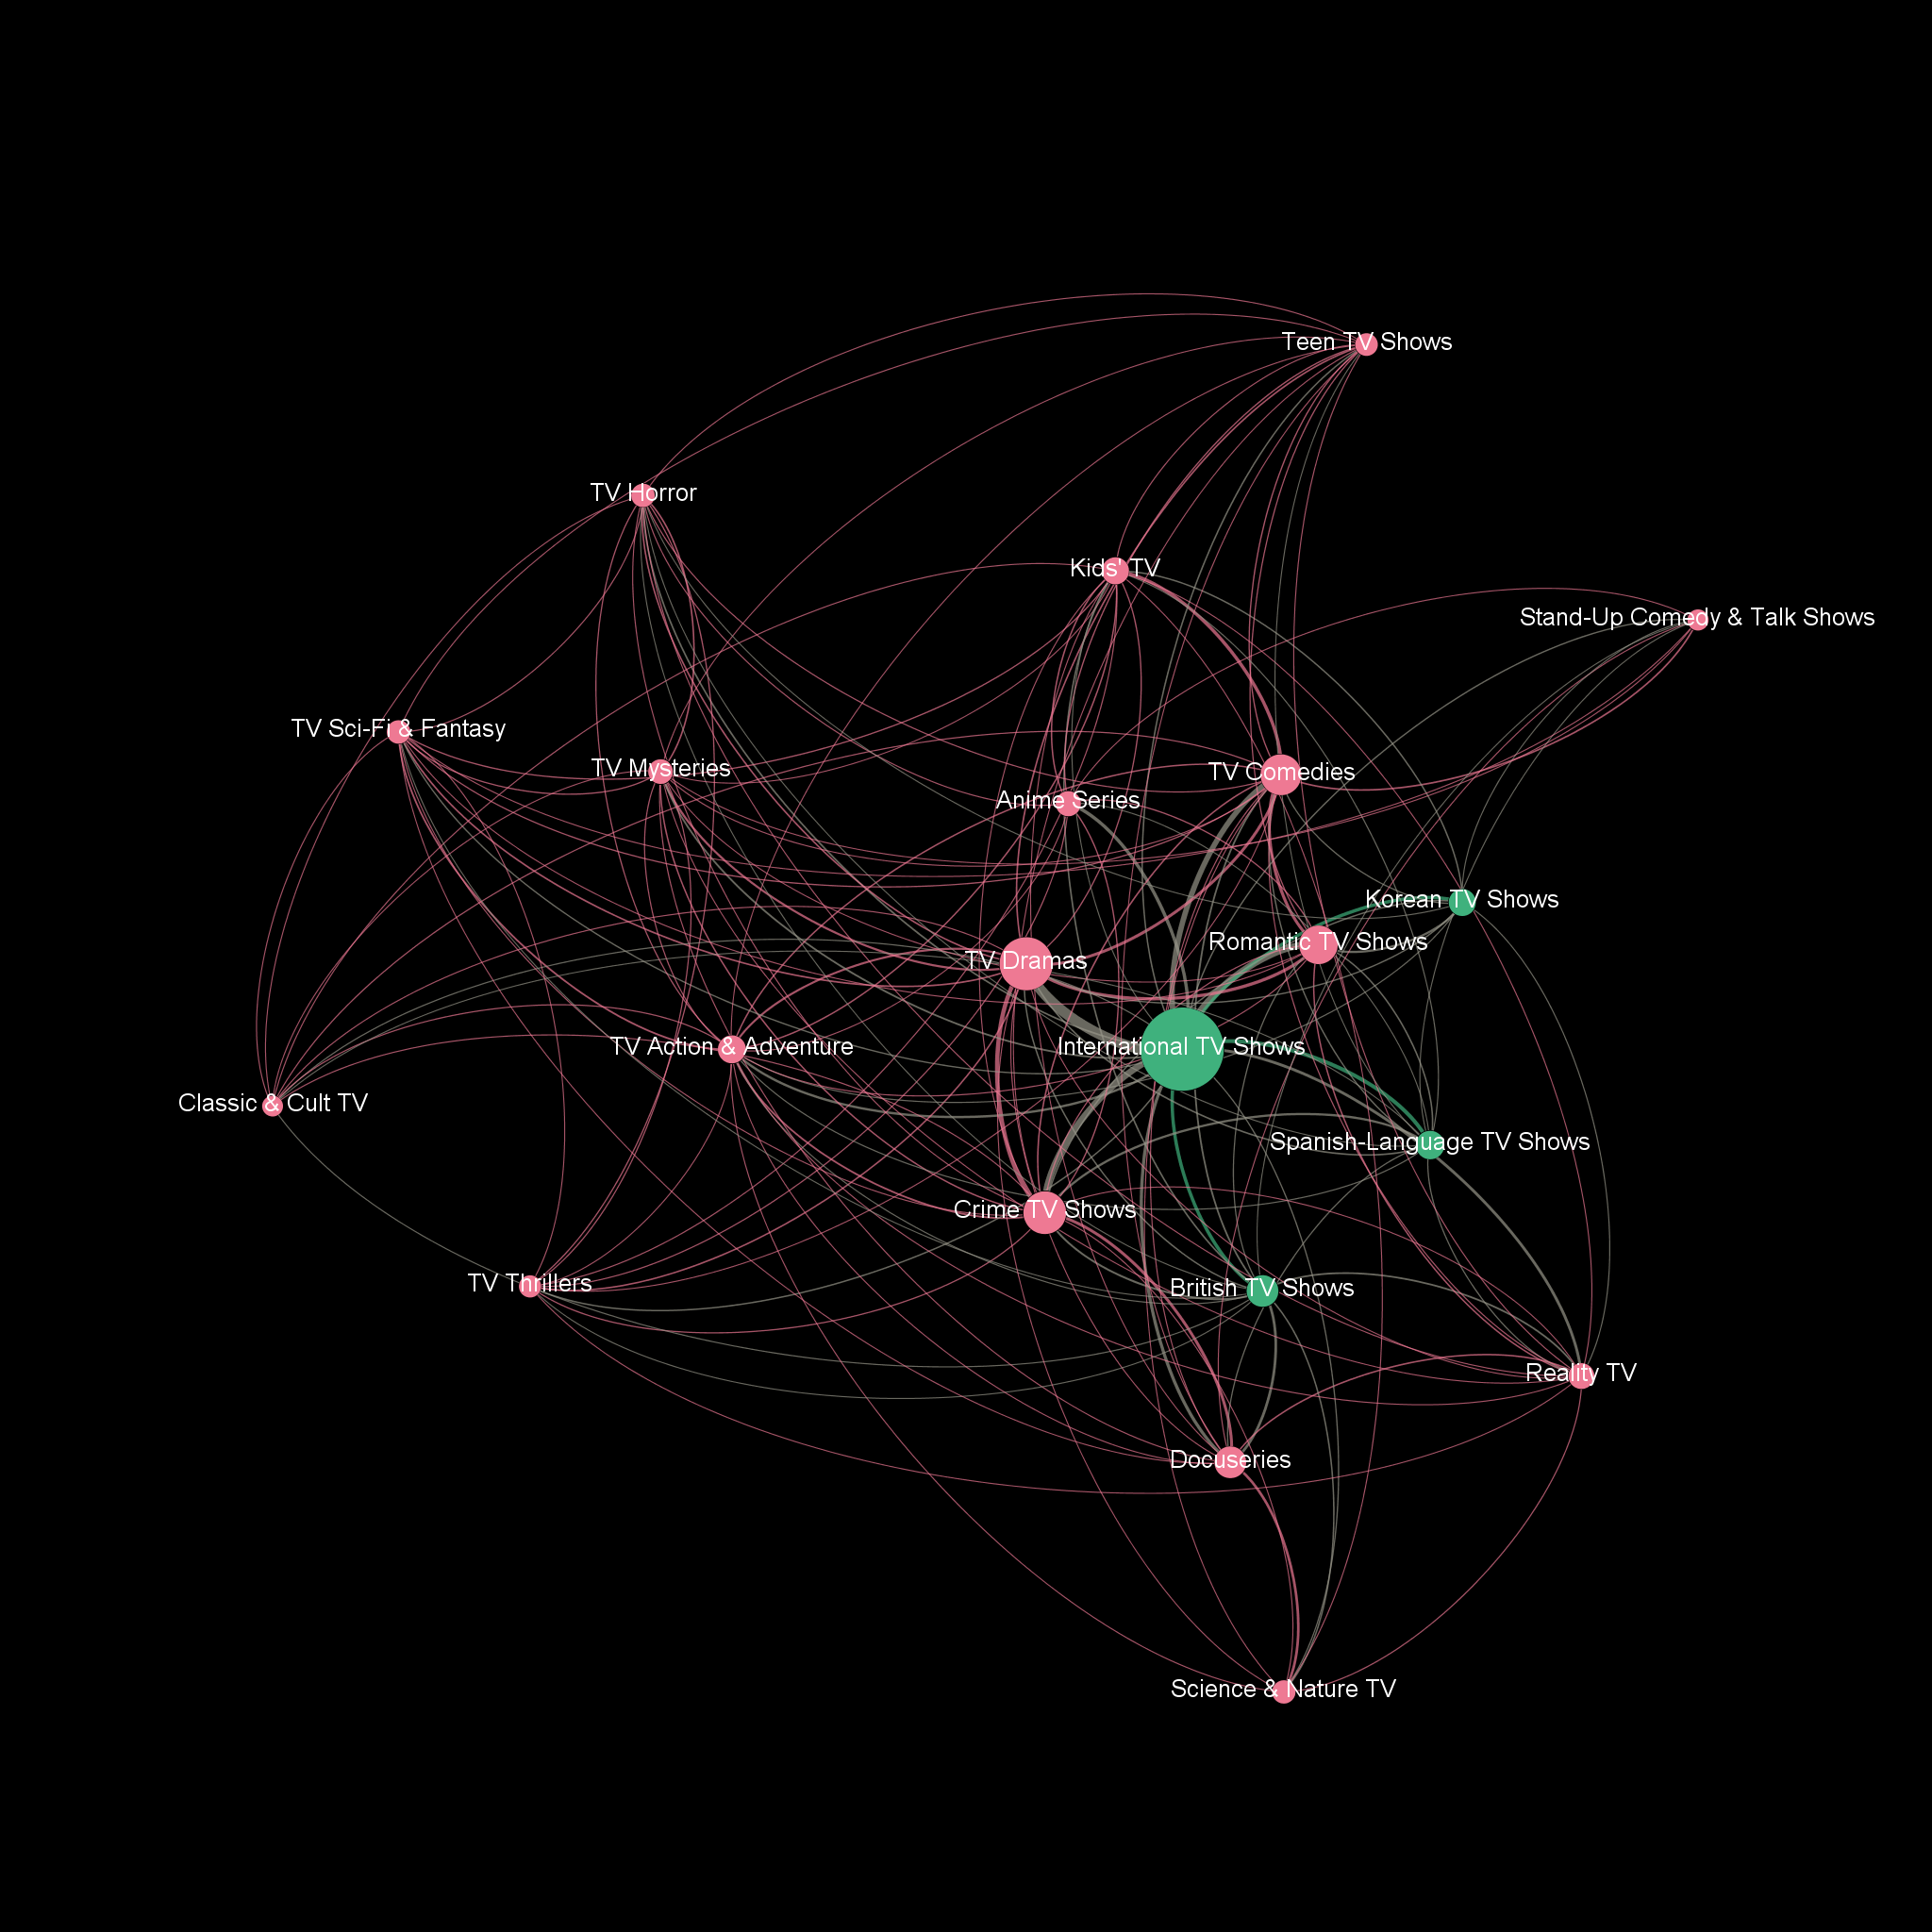 Teen TV Shows
TV Horror
Kids' TV
Stand-Up Comedy & Talk Shows
TV Sci-Fi & Fantasy
TV Mysteries
TV Comedies
Anime Series
Korean TV Shows
Romantic TV Shows
TV Dramas
International TV Shows
TV Action & Adventure
Classic & Cult TV
Spanish-Language TV Shows
Crime TV Shows
TV Thrillers
British TV Shows
Reality TV
Docuseries
Science & Nature TV